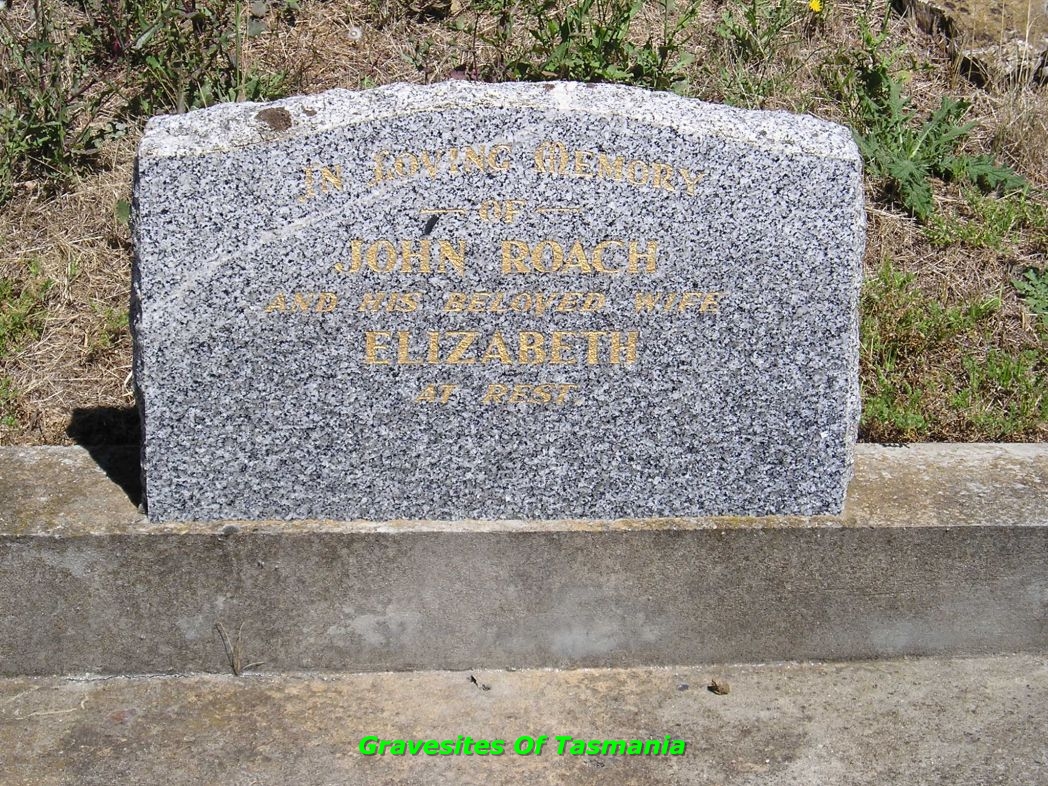 In Loving Memory
— OF —
JOHN ROACH
AND HIS BELOVED WIFE
ELIZABETH
AT REST.
Gravesites Of Tasmania